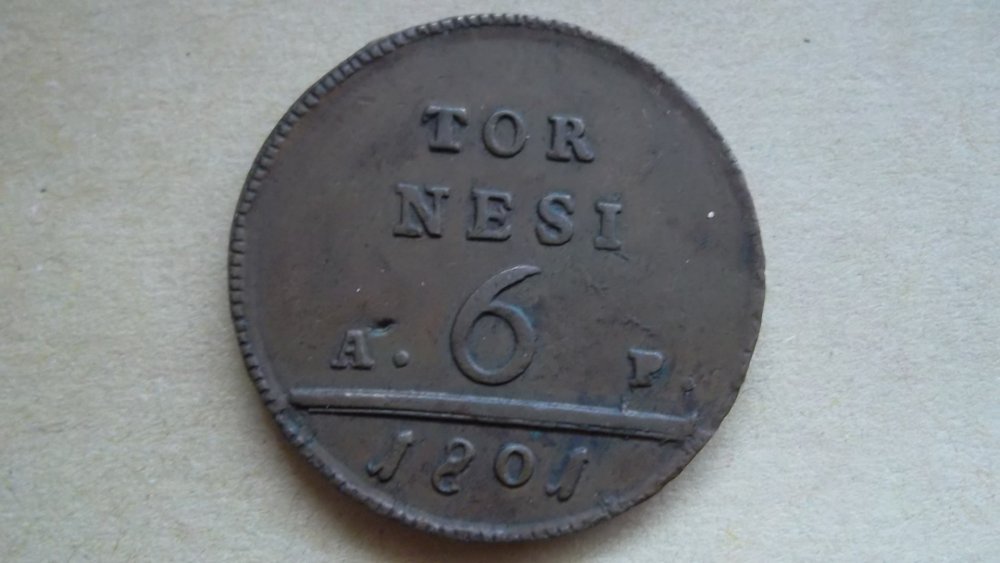 TOR
NESI
A. 6 P.
1801